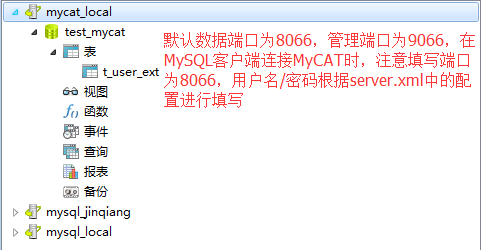 mycat_local
test_mycat
表
t_user_ext
视图
函数
事件
查询
报表
备份
mysql_jinqiang
mysql_local
默认数据端口为8066，管理端口为9066，在
MySQL客户端连接MyCAT时，注意填写端口
为8066，用户名/密码根据server.xml中的配
置进行填写